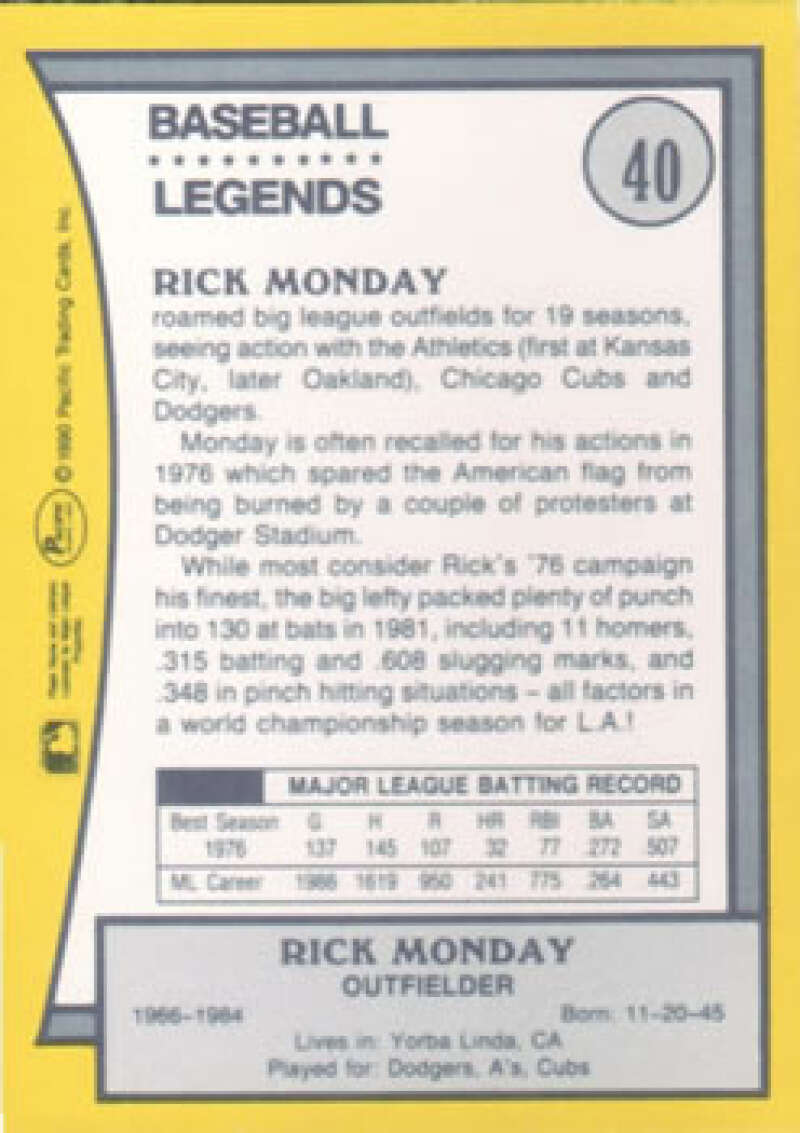 BASEBALL
LEGENDS
40
RICK MONDAY
roamed big league outfields for 19 seasons,
seeing action with the Athletics (first at Kansas
City, later Oakland), Chicago Cubs and
Dodgers.
Monday is often recalled for his actions in
1976 which spared the American flag from
being burned by a couple of protesters at
Dodger Stadium.
While most consider Rick's '76 campaign
his finest, the big lefty packed plenty of punch
into 130 at bats in 1981, including 11 homers,
.315 batting and .608 slugging marks, and
.348 in pinch hitting situations – all factors in
a world championship season for L.A.!
MAJOR LEAGUE BATTING RECORD
Best Season G H R HR RBI BA SA
1976 137 145 107 32 77 .272 .507
ML Career 1986 1619 950 241 775 .264 .443
RICK MONDAY
OUTFIELDER
1966–1984 Born: 11–20–45
Lives in: Yorba Linda, CA
Played for: Dodgers, A's, Cubs
© 1990 Pacific Trading Cards, Inc.